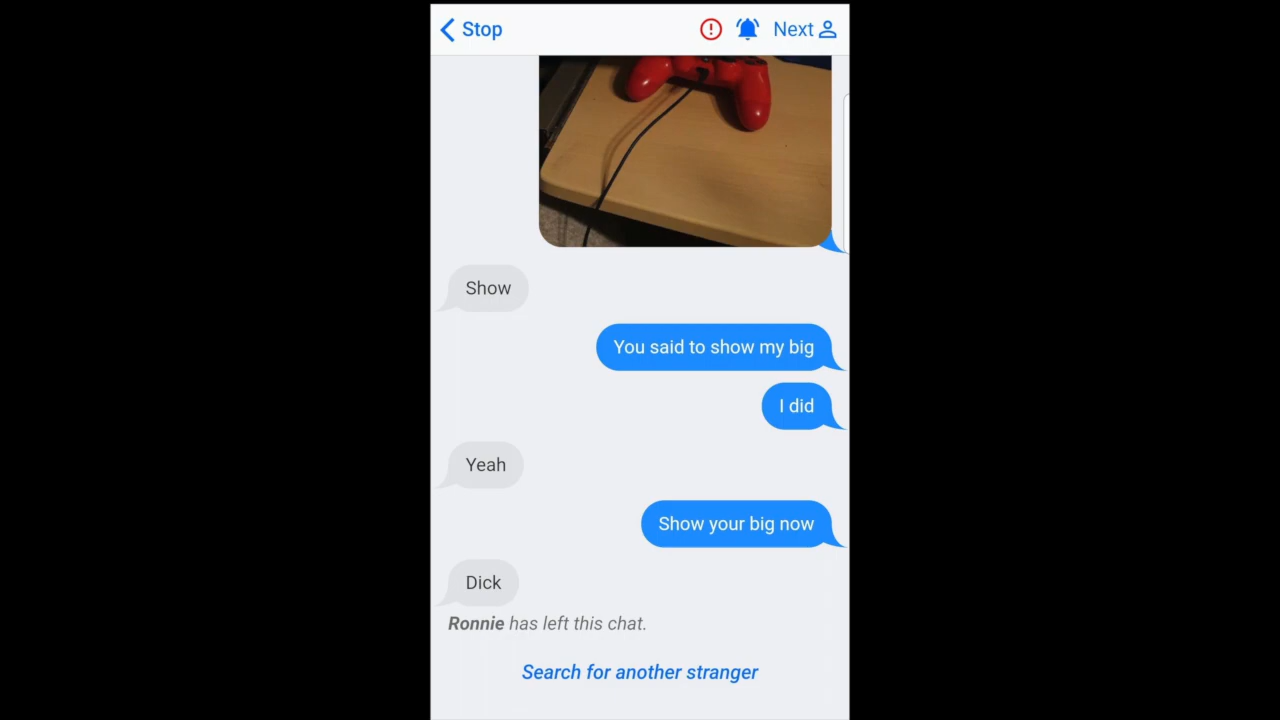 Stop
Next
Show
You said to show my big
I did
Yeah
Show your big now
Dick
Ronnie has left this chat.
Search for another stranger